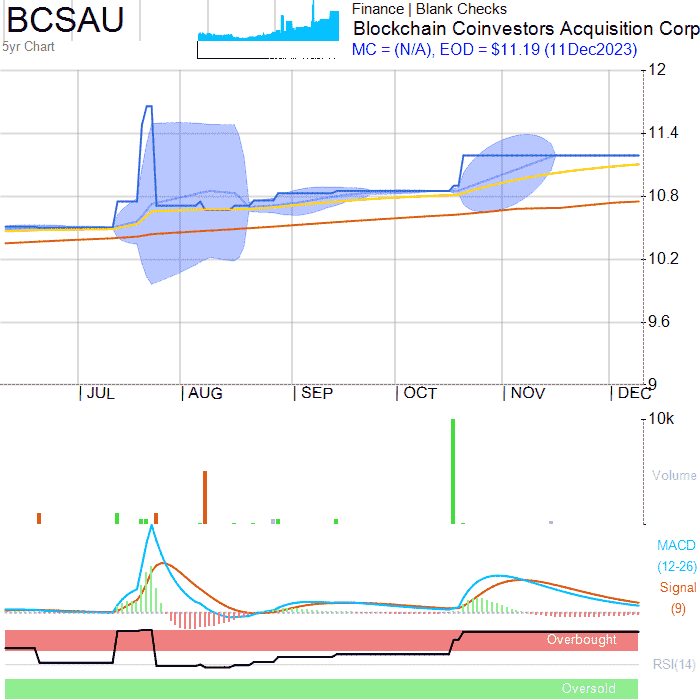 BCSAU
5yr Chart
Finance | Blank Checks
Blockchain Coinvestors Acquisition Corp
MC = (N/A), EOD = $11.19 (11Dec2023)
12
11.4
10.8
10.2
9.6
9
JUL AUG SEP OCT NOV DEC
10k
Volume
MACD
(12-26)
Signal
(9)
Overbought
RSI(14)
Oversold